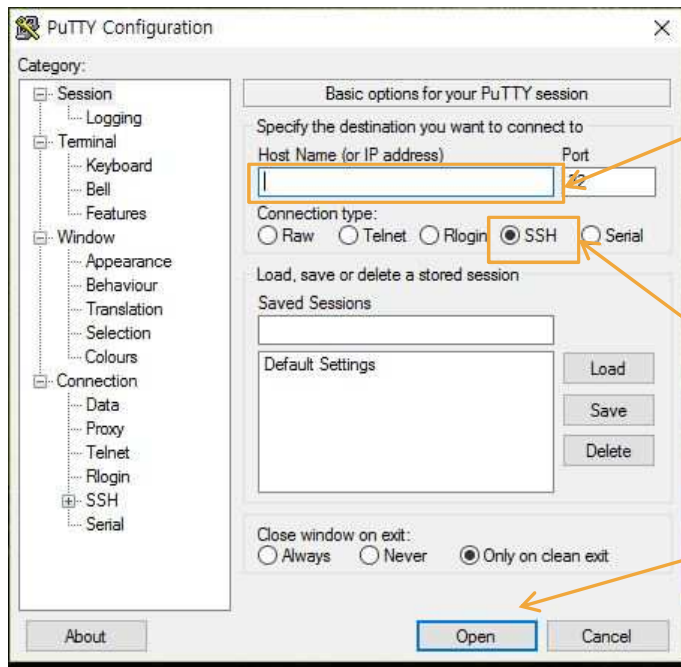 PuTTY Configuration
Category:
Session
Logging
Terminal
Keyboard
Bell
Features
Window
Appearance
Behaviour
Translation
Selection
Colours
Connection
Data
Proxy
Telnet
Rlogin
SSH
Serial
Basic options for your PuTTY session
Specify the destination you want to connect to
Host Name (or IP address) Port
22
Connection type:
Raw Telnet Rlogin SSH Serial
Load, save or delete a stored session
Saved Sessions
Default Settings
Load
Save
Delete
Close window on exit:
Always Never Only on clean exit
About Open Cancel